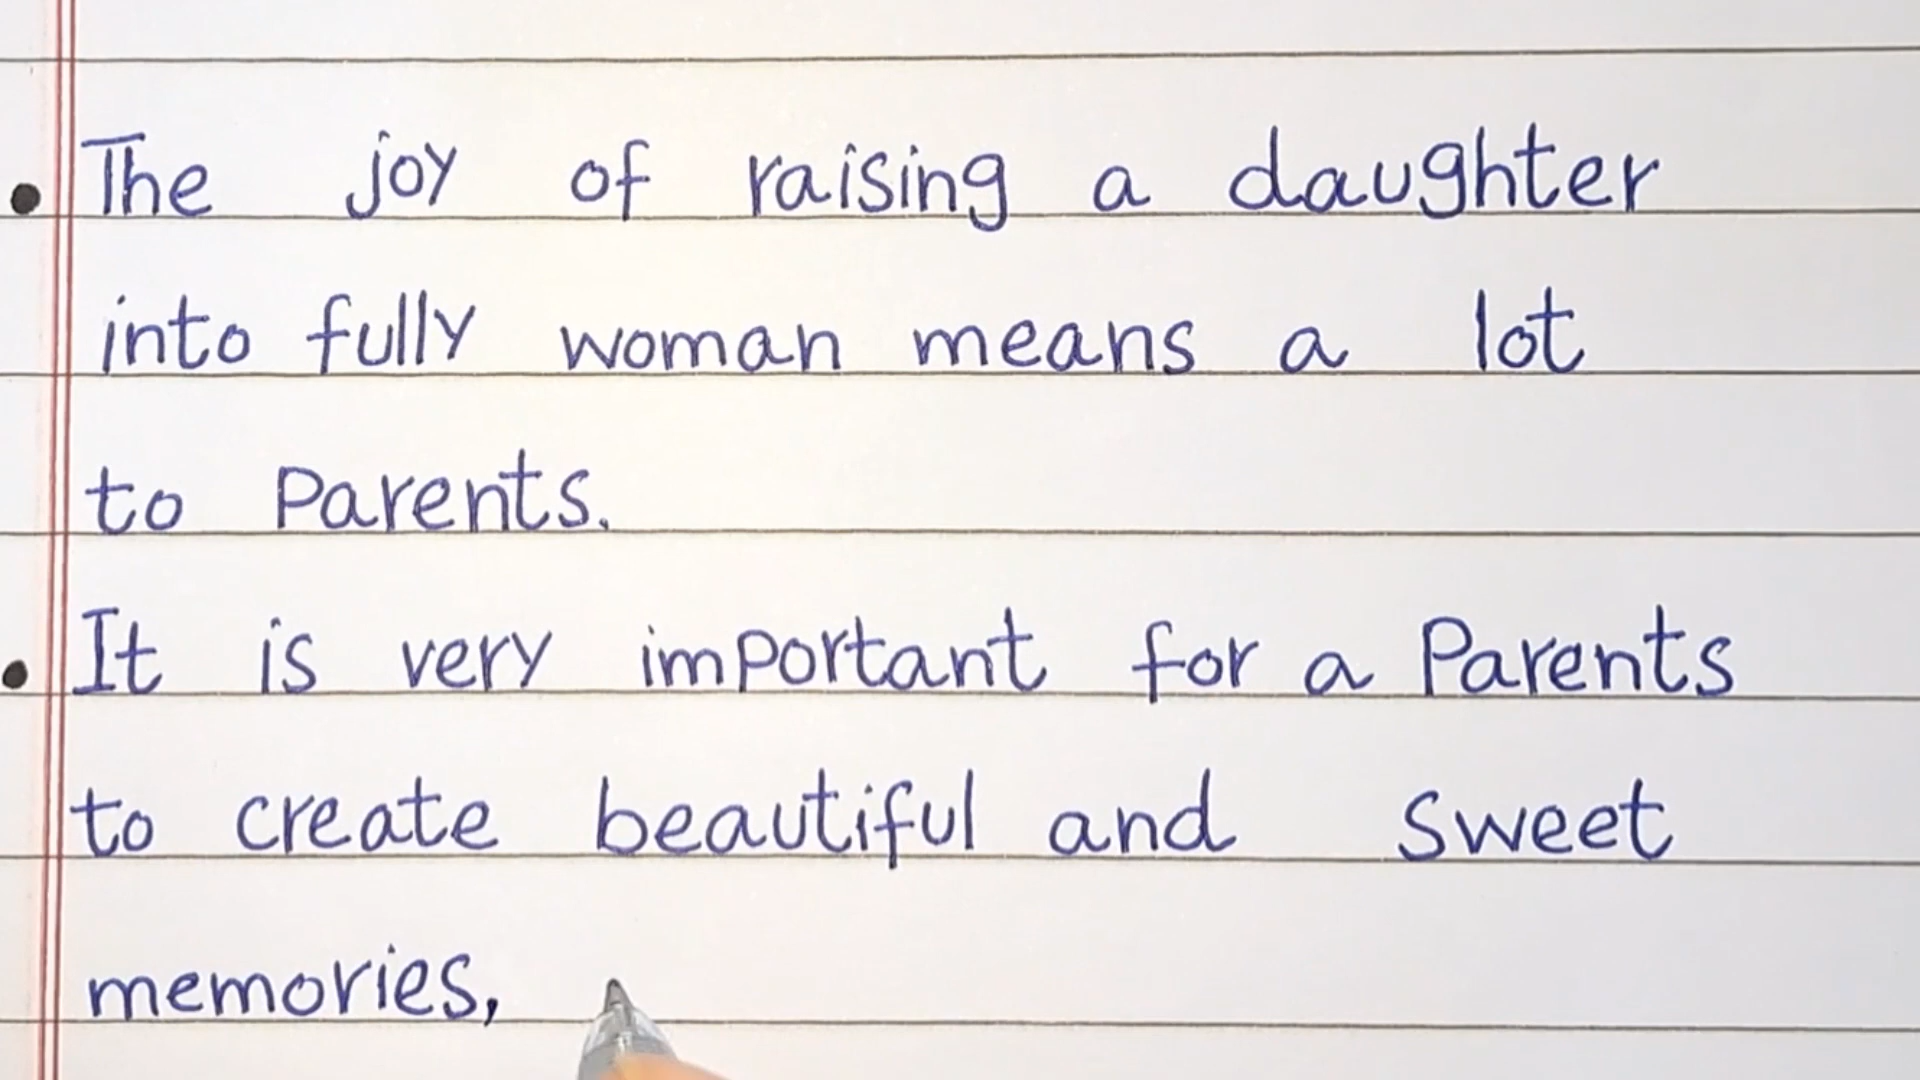 • The joy of raising a daughter
into fully woman means a lot
to Parents.
• It is very important for a Parents
to create beautiful and sweet
memories,